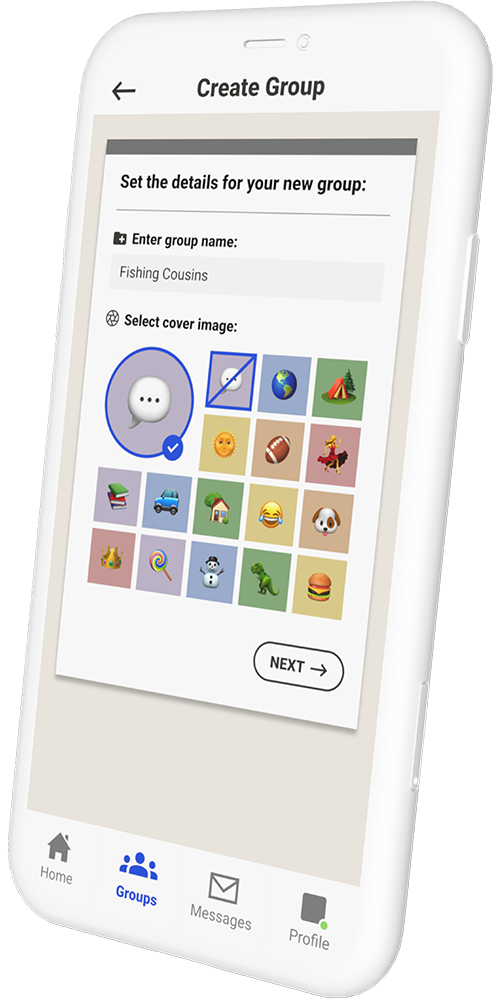 Create Group
Set the details for your new group:
Enter group name:
Fishing Cousins
Select cover image:
NEXT
Home
Groups
Messages
Profile